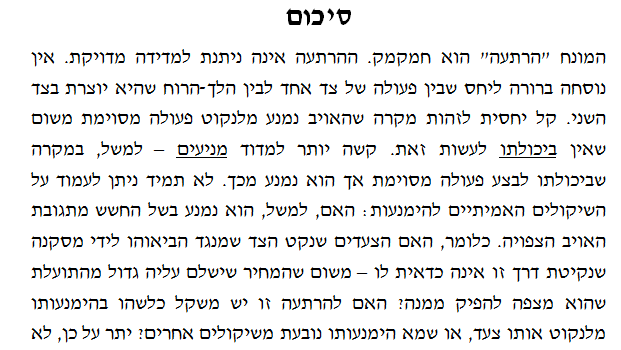 סיכום
המונח "הרתעה" הוא חמקמק. ההרתעה אינה ניתנת למדידה מדויקת. אין
נוסחה ברורה ליחס שבין פעולה של צד אחד לבין הלך-הרוח שהיא יוצרת בצד
השני. קל יחסית לזהות מקרה שהאויב נמנע מלנקוט פעולה מסוימת משום
שאין ביכולתו לעשות זאת. קשה יותר למדוד מניעים – למשל, במקרה
שביכולתו לבצע פעולה מסוימת אך הוא נמנע מכך. לא תמיד ניתן לעמוד על
השיקולים האמיתיים להימנעות: האם, למשל, הוא נמנע בשל החשש מתגובת
האויב הצפויה. כלומר, האם הצעדים שנקט הצד שמנגד הביאוהו לידי מסקנה
שנקיטת דרך זו אינה כדאית לו – משום שהמחיר שישלם עליה גדול מהתועלת
שהוא מצפה להפיק ממנה? האם להרתעה זו יש משקל כלשהו בהימנעותו
מלנקוט אותו צעד, או שמא הימנעותו נובעת משיקולים אחרים? יתר על כן, לא